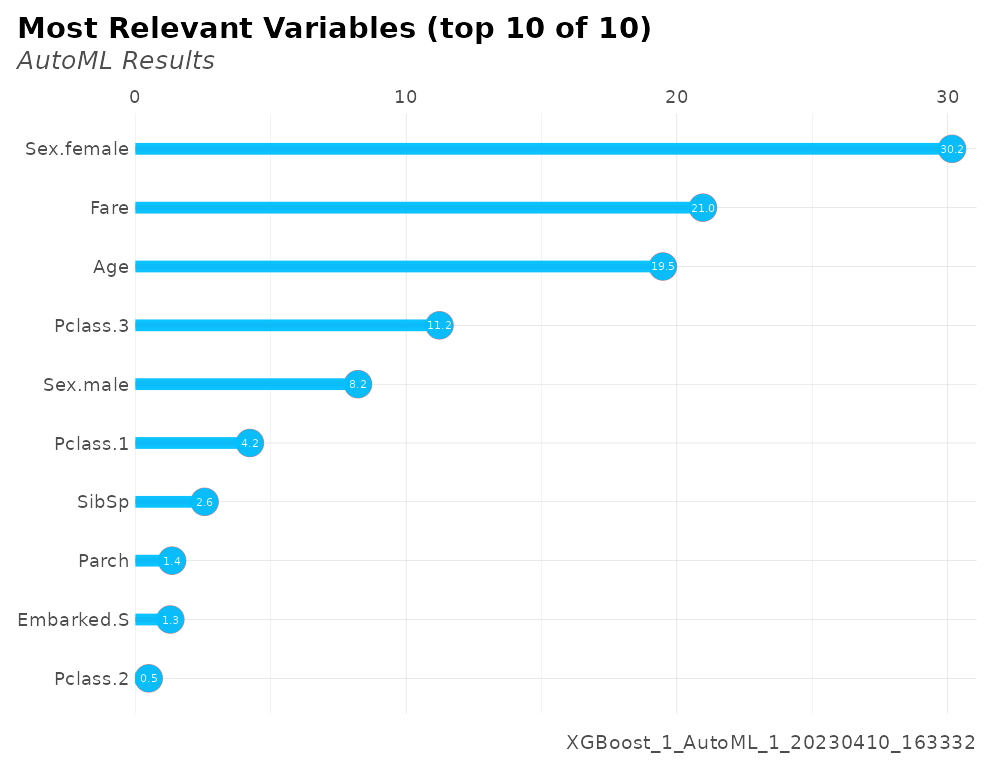 Most Relevant Variables (top 10 of 10)
AutoML Results
0 10 20 30
Sex.female 30.2
Fare 21.0
Age 19.5
Pclass.3 11.2
Sex.male 8.2
Pclass.1 4.2
SibSp 2.6
Parch 1.4
Embarked.S 1.3
Pclass.2 0.5
XGBoost_1_AutoML_1_20230410_163332